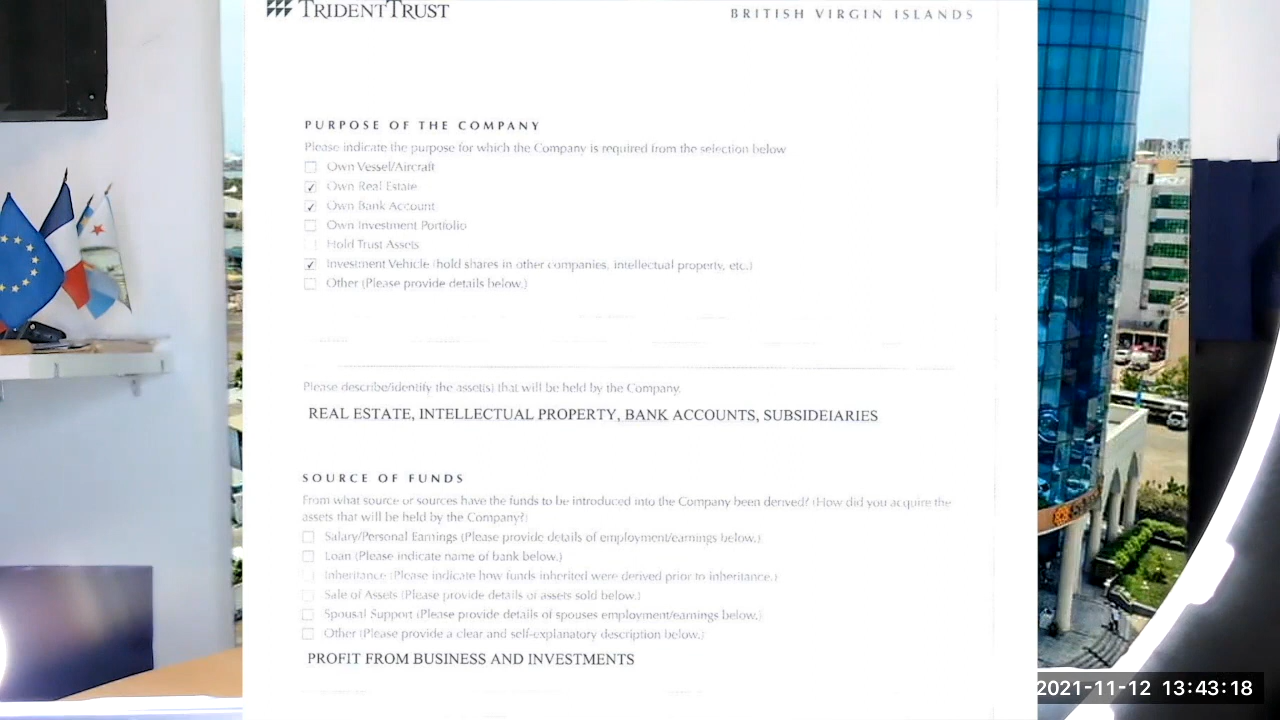 TRIDENTTRUST
BRITISH VIRGIN ISLANDS
PURPOSE OF THE COMPANY
Please indicate the purpose for which the Company is required from the selection below
Own Vessel/Aircraft
Own Real Estate
Own Bank Account
Own Investment Portfolio
Hold Trust Assets
Investment Vehicle (hold shares in other companies, intellectual property, etc.)
Other (Please provide details below.)
Please describe/identify the asset(s) that will be held by the Company.
REAL ESTATE, INTELLECTUAL PROPERTY, BANK ACCOUNTS, SUBSIDEIARIES
SOURCE OF FUNDS
From what source or sources have the funds to be introduced into the Company been derived? (How did you acquire the
assets that will be held by the Company?)
Salary/Personal Earnings (Please provide details of employment/earnings below.)
Loan (Please indicate name of bank below.)
Inheritance (Please indicate how funds inherited were derived prior to inheritance.)
Sale of Assets (Please provide details of assets sold below.)
Spousal Support (Please provide details of spouses employment/earnings below.)
Other (Please provide a clear and self-explanatory description below.)
PROFIT FROM BUSINESS AND INVESTMENTS
2021-11-12 13:43:18